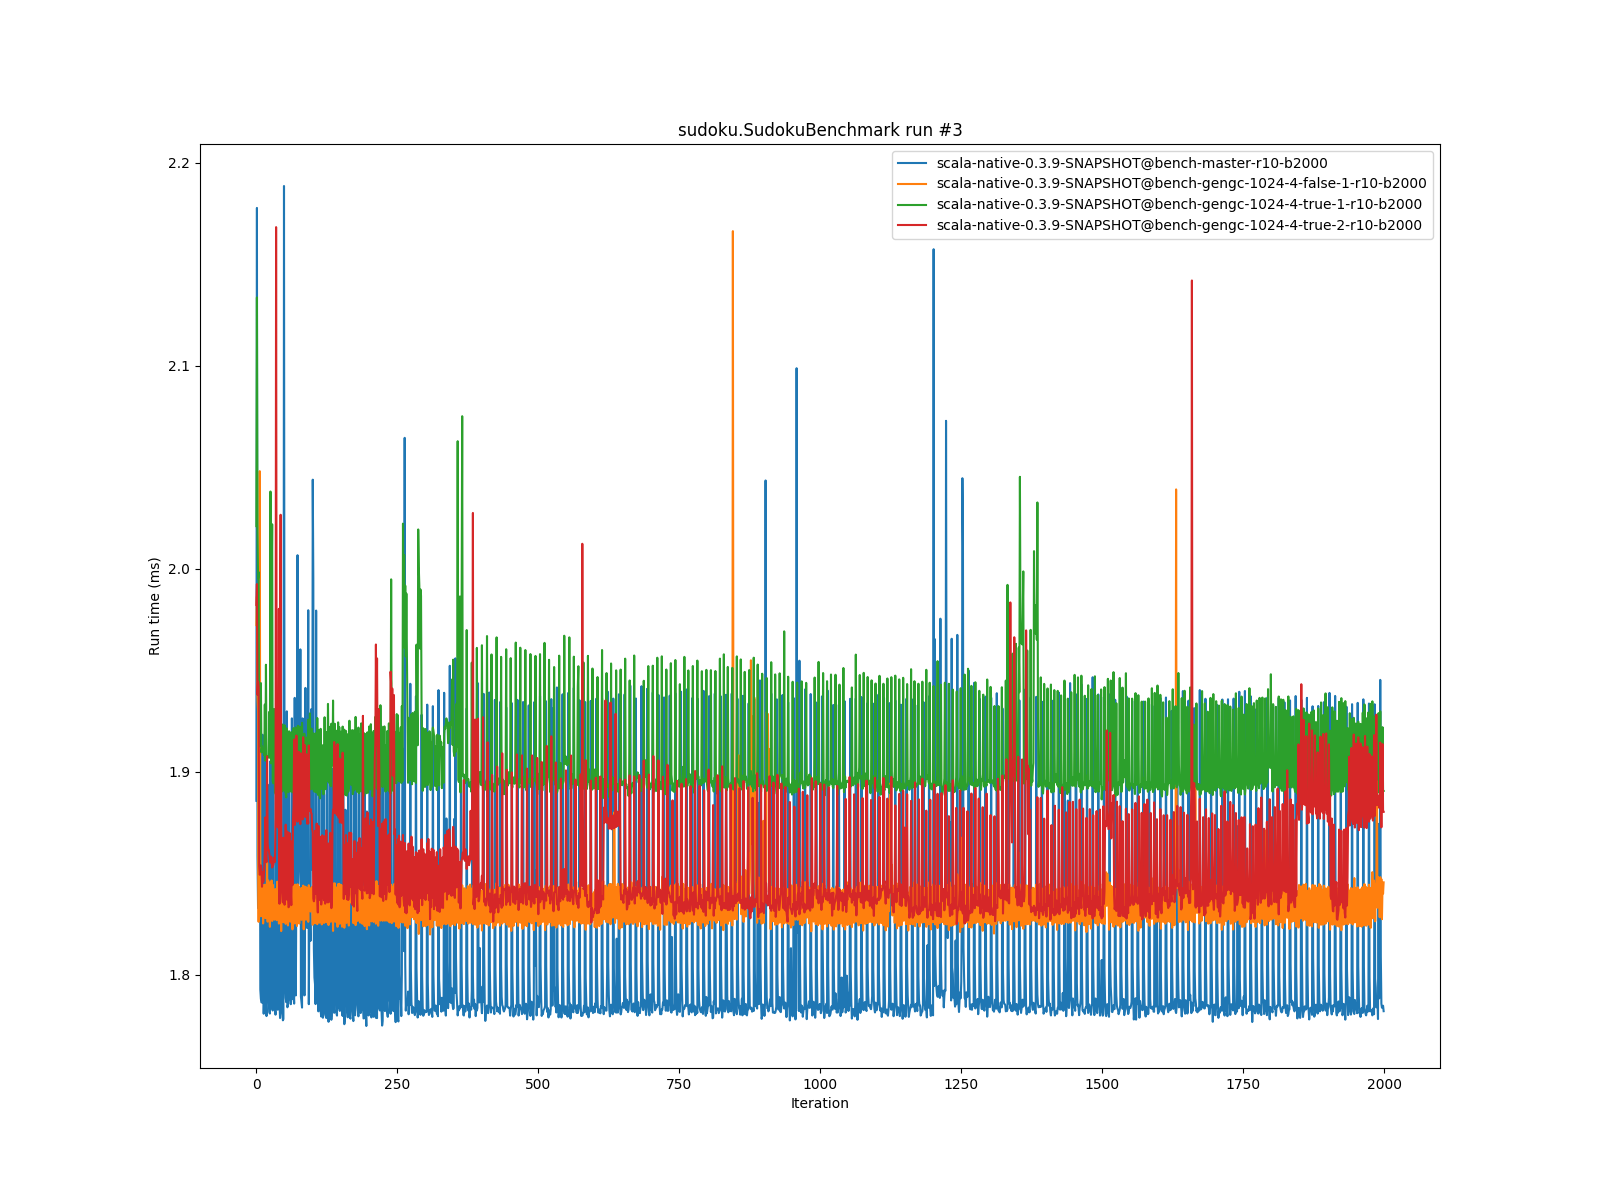 sudoku.SudokuBenchmark run #3
scala-native-0.3.9-SNAPSHOT@bench-master-r10-b2000
scala-native-0.3.9-SNAPSHOT@bench-gengc-1024-4-false-1-r10-b2000
scala-native-0.3.9-SNAPSHOT@bench-gengc-1024-4-true-1-r10-b2000
scala-native-0.3.9-SNAPSHOT@bench-gengc-1024-4-true-2-r10-b2000
2.2
2.1
2.0
1.9
1.8
Run time (ms)
0 250 500 750 1000 1250 1500 1750 2000
Iteration